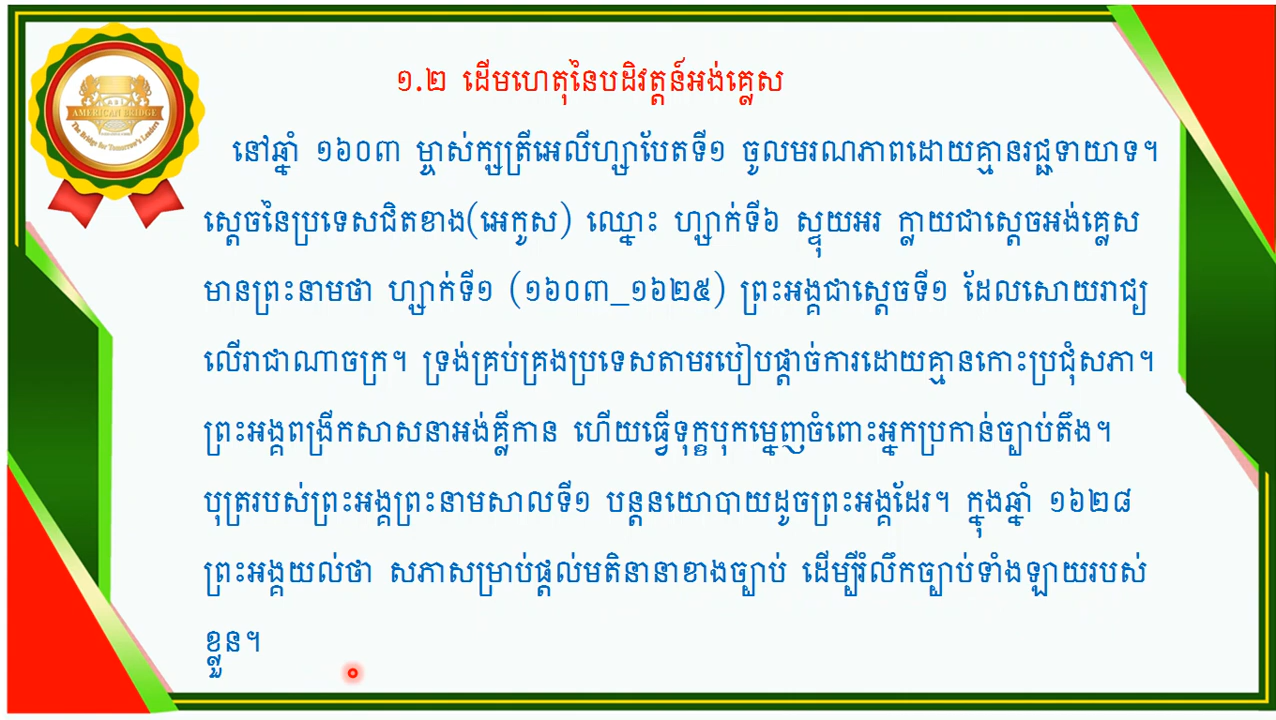 ASI
AMERICAN BRIDGE
The Bridge for Tomorrow's Leaders
១.២ ដើមហេតុនៃបដិវត្តន៍អង់គ្លេស
នៅឆ្នាំ ១៦០៣ ម្ចាស់ក្សត្រីអេលីហ្សាបែតទី១ ចូលមរណភាពដោយគ្មានរជ្ជទាយាទ។
ស្តេចនៃប្រទេសជិតខាង(អេកូស) ឈ្មោះ ហ្សាក់ទី៦ ស្ទុយអរ ក្លាយជាស្តេចអង់គ្លេស
មានព្រះនាមថា ហ្សាក់ទី១ (១៦០៣_១៦២៥) ព្រះអង្គជាស្តេចទី១ ដែលសោយរាជ្យ
លើរាជាណាចក្រ។ ទ្រង់គ្រប់គ្រងប្រទេសតាមរបៀបផ្តាច់ការដោយគ្មានកោះប្រជុំសភា។
ព្រះអង្គពង្រីកសាសនាអង់គ្លីកាន ហើយធ្វើទុក្ខបុកម្នេញចំពោះអ្នកប្រកាន់ច្បាប់តឹង។
បុត្ររបស់ព្រះអង្គព្រះនាមសាលទី១ បន្តនយោបាយដូចព្រះអង្គដែរ។ ក្នុងឆ្នាំ ១៦២៨
ព្រះអង្គយល់ថា សភាសម្រាប់ផ្តល់មតិនានាខាងច្បាប់ ដើម្បីរំលឹកច្បាប់ទាំងឡាយរបស់
ខ្លួន។